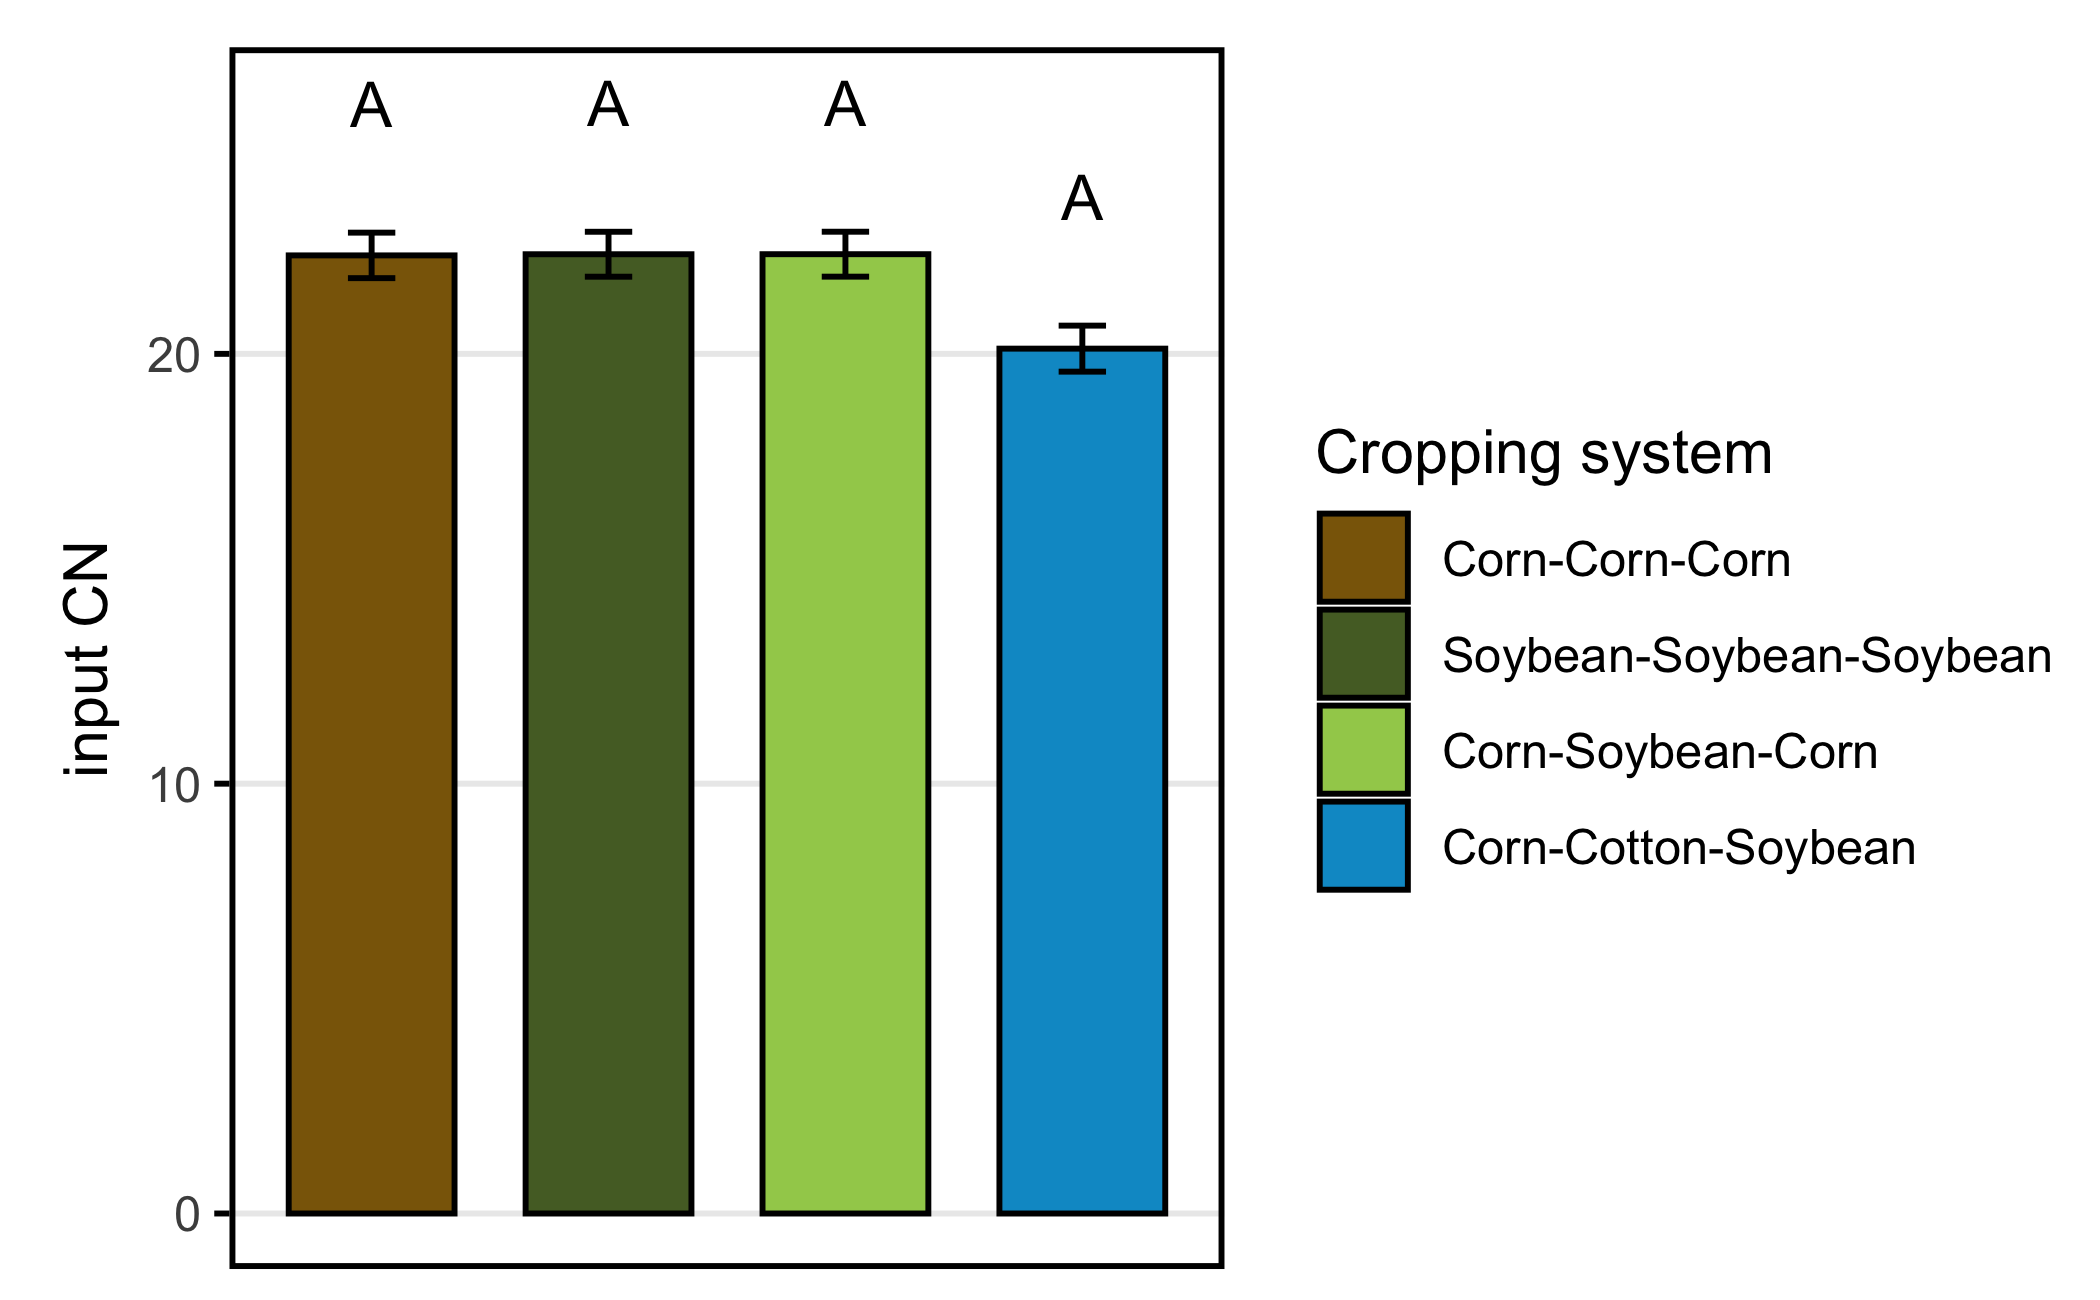 A A A
A
20
10
0
input CN
Cropping system
Corn-Corn-Corn
Soybean-Soybean-Soybean
Corn-Soybean-Corn
Corn-Cotton-Soybean